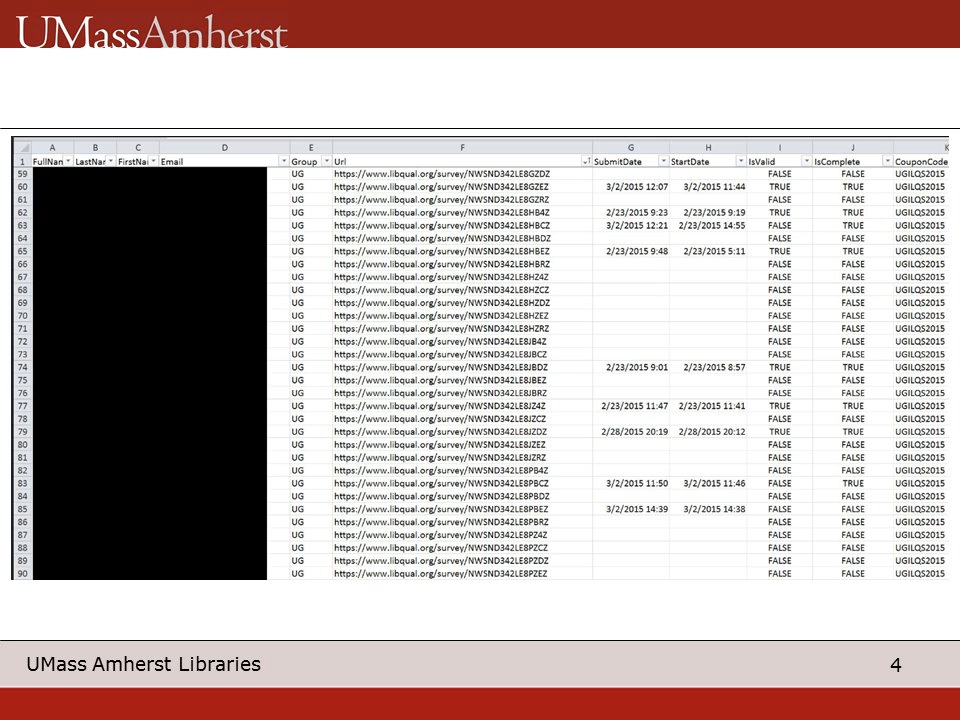 UMassAmherst
A B C D E F G H I J K
1 FullNan LastNar FirstNa Email Group Url SubmitDate StartDate IsValid IsComplete CouponCode
59 UG https://www.libqual.org/survey/NWSND342LE8GZDZ FALSE FALSE UGILQS2015
60 UG https://www.libqual.org/survey/NWSND342LE8GZEZ 3/2/2015 12:07 3/2/2015 11:44 TRUE TRUE UGILQS2015
61 UG https://www.libqual.org/survey/NWSND342LE8GZRZ FALSE FALSE UGILQS2015
62 UG https://www.libqual.org/survey/NWSND342LE8HB4Z 2/23/2015 9:23 2/23/2015 9:19 TRUE TRUE UGILQS2015
63 UG https://www.libqual.org/survey/NWSND342LE8HBCZ 3/2/2015 12:21 2/23/2015 14:55 FALSE TRUE UGILQS2015
64 UG https://www.libqual.org/survey/NWSND342LE8HBDZ FALSE FALSE UGILQS2015
65 UG https://www.libqual.org/survey/NWSND342LE8HBEZ 2/23/2015 9:48 2/23/2015 5:11 TRUE TRUE UGILQS2015
66 UG https://www.libqual.org/survey/NWSND342LE8HBRZ FALSE FALSE UGILQS2015
67 UG https://www.libqual.org/survey/NWSND342LE8HZ4Z FALSE FALSE UGILQS2015
68 UG https://www.libqual.org/survey/NWSND342LE8HZCZ FALSE FALSE UGILQS2015
69 UG https://www.libqual.org/survey/NWSND342LE8HZDZ FALSE FALSE UGILQS2015
70 UG https://www.libqual.org/survey/NWSND342LE8HZEZ FALSE FALSE UGILQS2015
71 UG https://www.libqual.org/survey/NWSND342LE8HZRZ FALSE FALSE UGILQS2015
72 UG https://www.libqual.org/survey/NWSND342LE8JB4Z FALSE FALSE UGILQS2015
73 UG https://www.libqual.org/survey/NWSND342LE8JBCZ FALSE FALSE UGILQS2015
74 UG https://www.libqual.org/survey/NWSND342LE8JBDZ 2/23/2015 9:01 2/23/2015 8:57 TRUE TRUE UGILQS2015
75 UG https://www.libqual.org/survey/NWSND342LE8JBEZ FALSE FALSE UGILQS2015
76 UG https://www.libqual.org/survey/NWSND342LE8JBRZ FALSE FALSE UGILQS2015
77 UG https://www.libqual.org/survey/NWSND342LE8JZ4Z 2/23/2015 11:47 2/23/2015 11:41 TRUE TRUE UGILQS2015
78 UG https://www.libqual.org/survey/NWSND342LE8JZCZ FALSE FALSE UGILQS2015
79 UG https://www.libqual.org/survey/NWSND342LE8JZDZ 2/28/2015 20:19 2/28/2015 20:12 TRUE TRUE UGILQS2015
80 UG https://www.libqual.org/survey/NWSND342LE8JZEZ FALSE FALSE UGILQS2015
81 UG https://www.libqual.org/survey/NWSND342LE8JZRZ FALSE FALSE UGILQS2015
82 UG https://www.libqual.org/survey/NWSND342LE8PB4Z FALSE FALSE UGILQS2015
83 UG https://www.libqual.org/survey/NWSND342LE8PBCZ 3/2/2015 11:50 3/2/2015 11:46 FALSE TRUE UGILQS2015
84 UG https://www.libqual.org/survey/NWSND342LE8PBDZ FALSE FALSE UGILQS2015
85 UG https://www.libqual.org/survey/NWSND342LE8PBEZ 3/2/2015 14:39 3/2/2015 14:38 FALSE FALSE UGILQS2015
86 UG https://www.libqual.org/survey/NWSND342LE8PBRZ FALSE FALSE UGILQS2015
87 UG https://www.libqual.org/survey/NWSND342LE8PZ4Z FALSE FALSE UGILQS2015
88 UG https://www.libqual.org/survey/NWSND342LE8PZCZ FALSE FALSE UGILQS2015
89 UG https://www.libqual.org/survey/NWSND342LE8PZDZ FALSE FALSE UGILQS2015
90 UG https://www.libqual.org/survey/NWSND342LE8PZEZ FALSE FALSE UGILQS2015
UMass Amherst Libraries 4